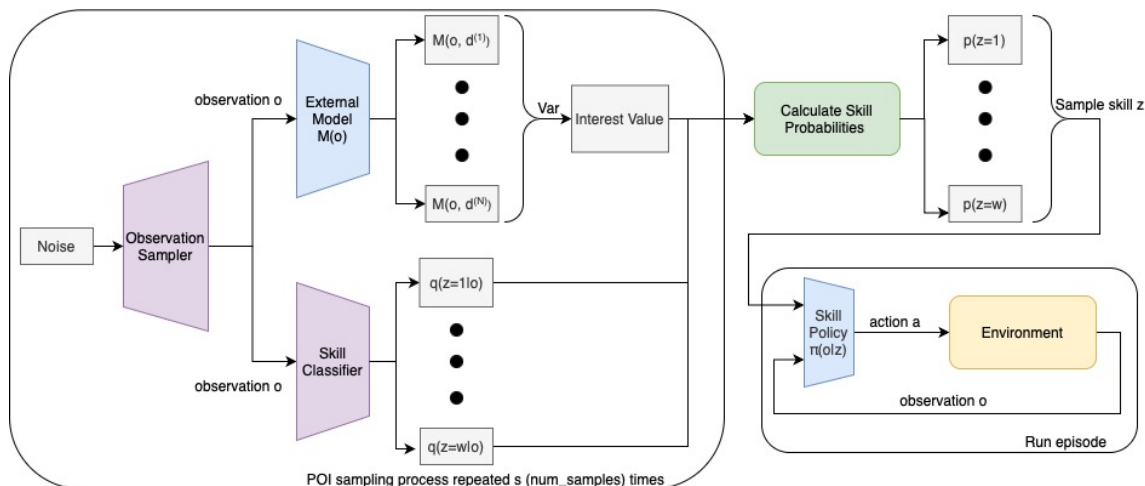 Noise
Observation
Sampler
observation o
External
Model
M(o)
M(o, d⁽¹⁾)
M(o, d⁽ᴺ⁾)
Var
Interest Value
observation o
Skill
Classifier
q(z=1|o)
q(z=w|o)
POI sampling process repeated s (num_samples) times
Calculate Skill
Probabilities
p(z=1)
p(z=w)
Sample skill z
Skill
Policy
π(o|z)
action a
Environment
observation o
Run episode